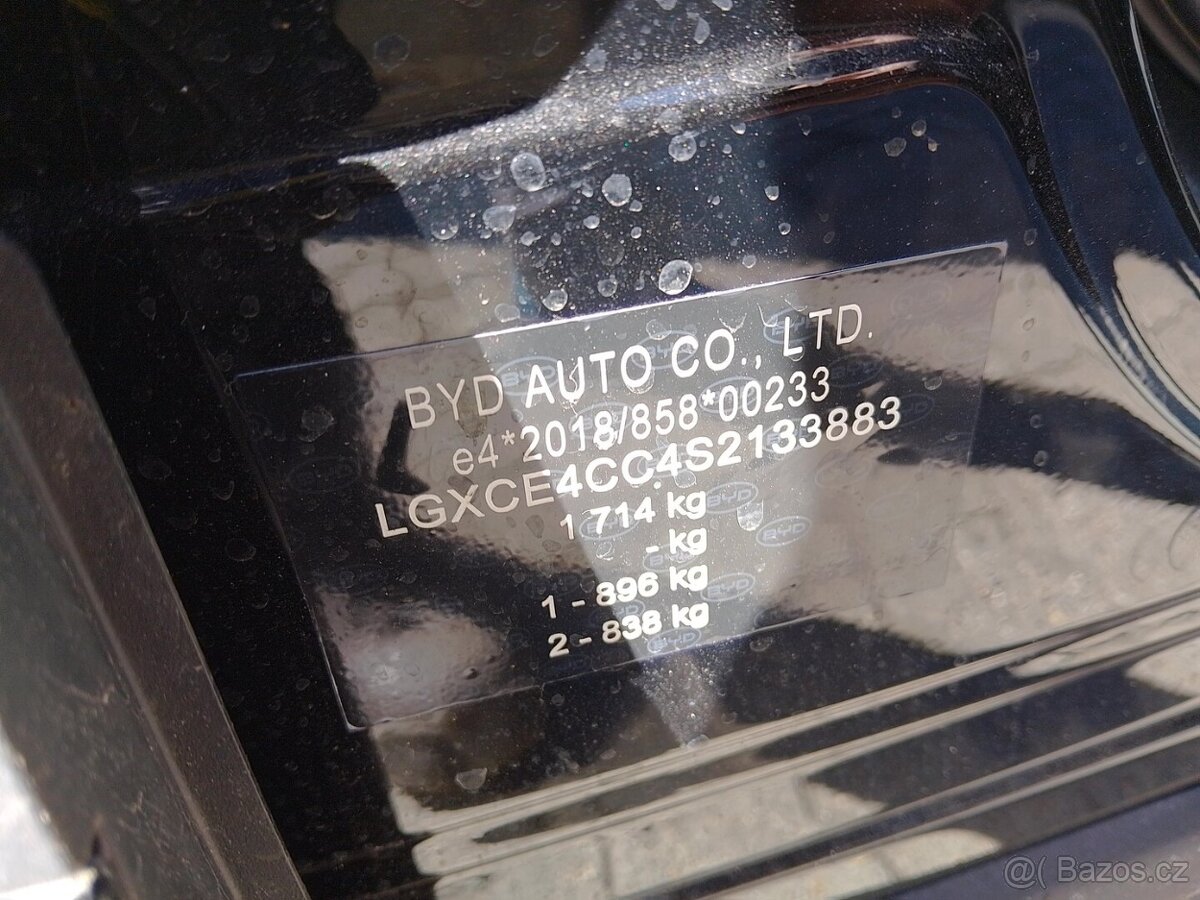 BYD AUTO CO., LTD.
e4*2018/858*00233
LGXCE4CC4S2133883
1 714 kg
- kg
1 - 896 kg
2 - 838 kg
@( Bazos.cz